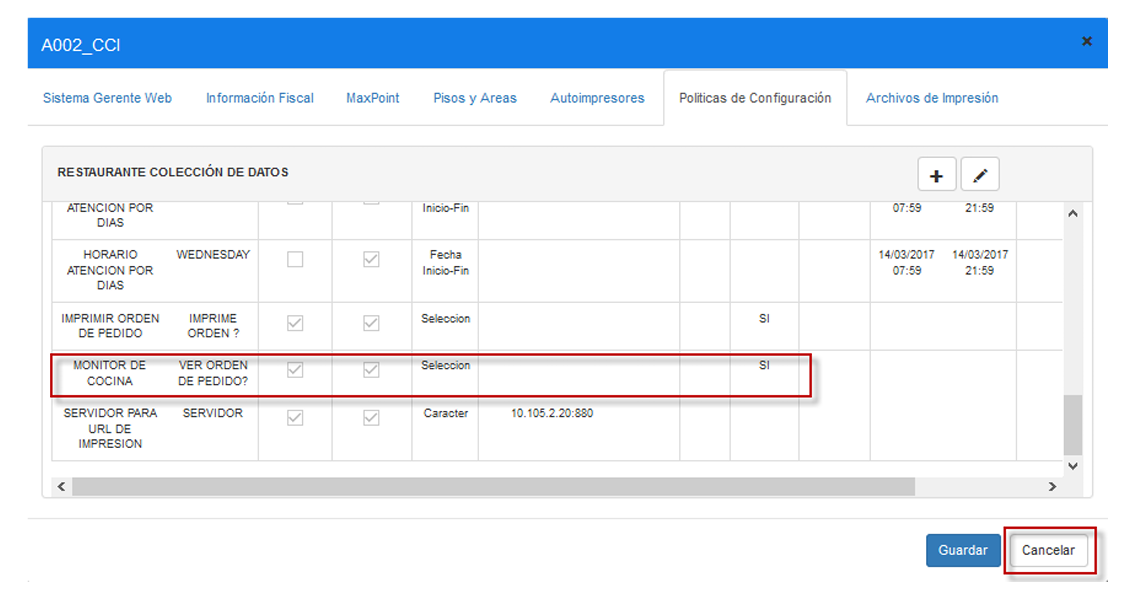 A002_CCI
×
Sistema Gerente Web Información Fiscal MaxPoint Pisos y Areas Autoimpresores Politicas de Configuración Archivos de Impresión
RESTAURANTE COLECCIÓN DE DATOS
ATENCION POR Inicio-Fin 07:59 21:59
DIAS
HORARIO WEDNESDAY Fecha 14/03/2017 14/03/2017
ATENCION POR Inicio-Fin 07:59 21:59
DIAS
IMPRIMIR ORDEN IMPRIME Seleccion SI
DE PEDIDO ORDEN ?
MONITOR DE VER ORDEN Seleccion SI
COCINA DE PEDIDO?
SERVIDOR PARA SERVIDOR Caracter 10.105.2.20:880
URL DE
IMPRESION
Guardar Cancelar